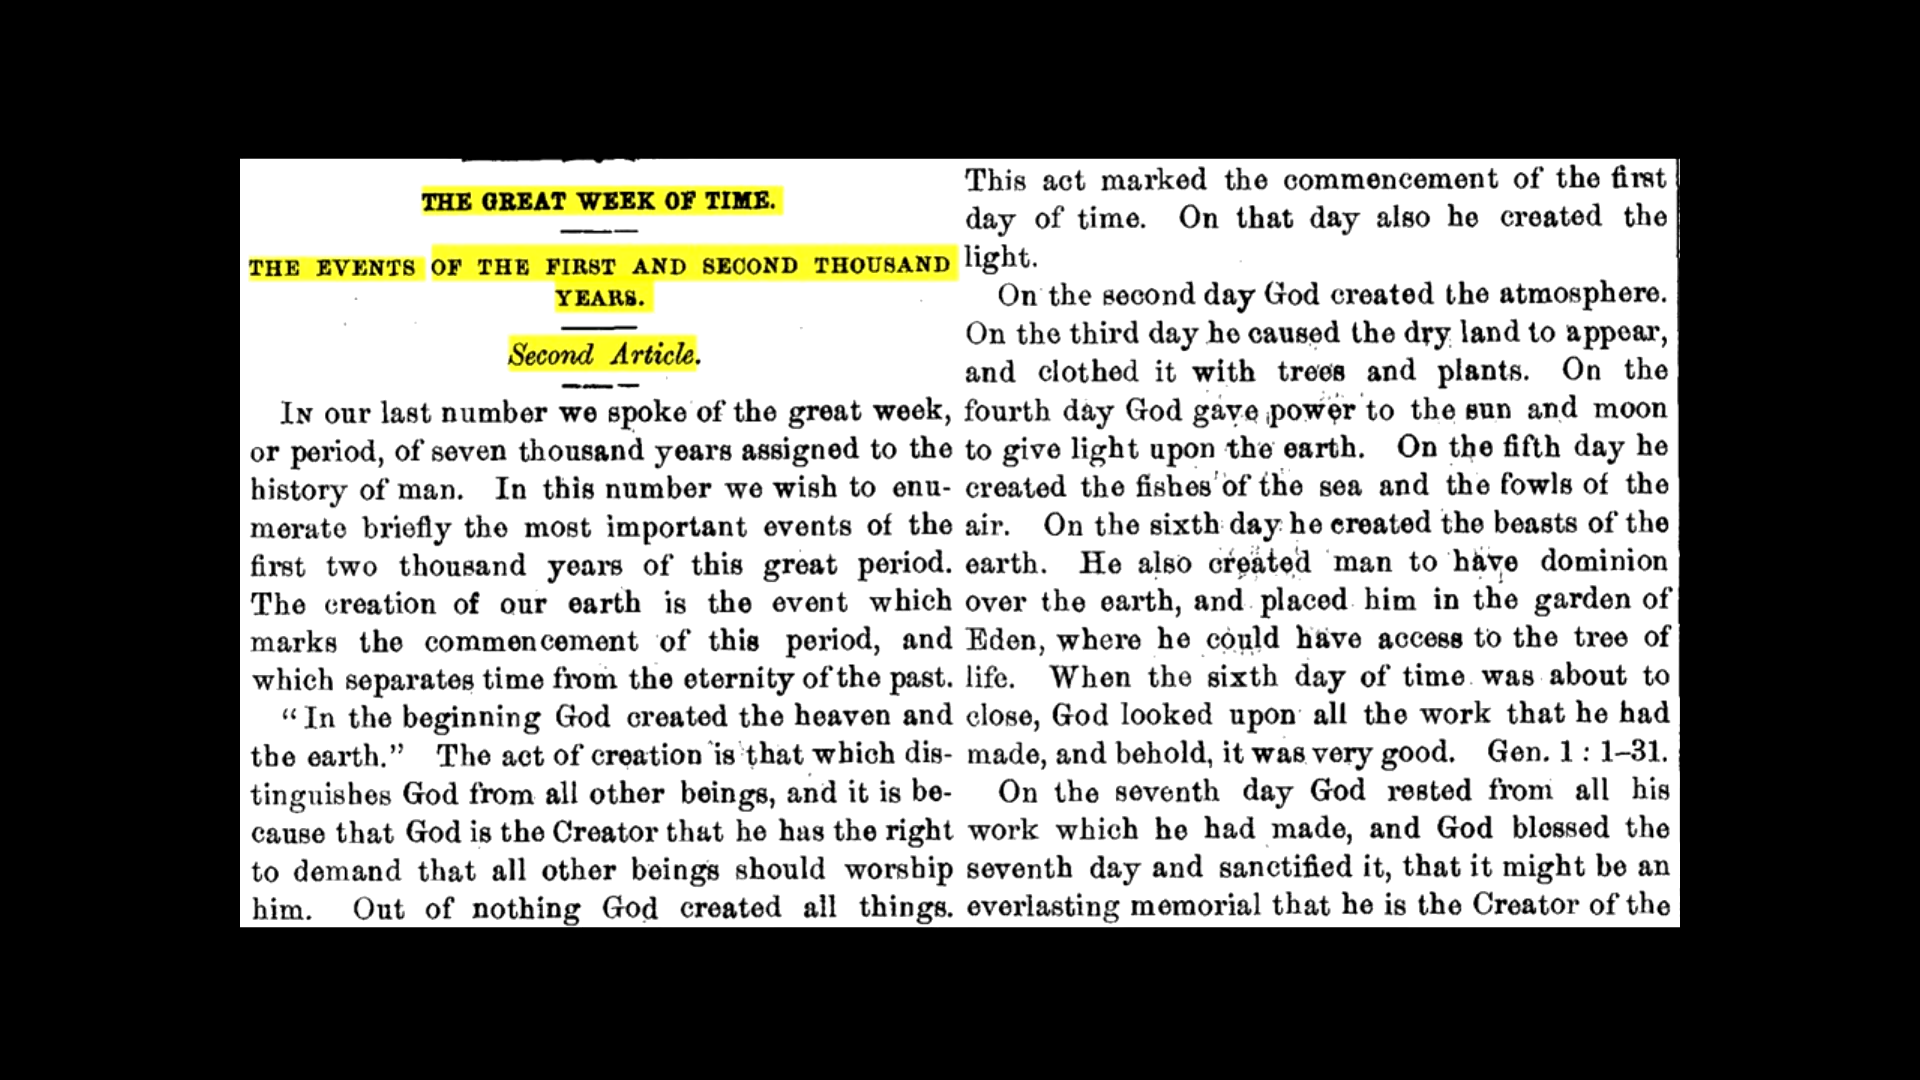 THE GREAT WEEK OF TIME.
THE EVENTS OF THE FIRST AND SECOND THOUSAND
YEARS.
Second Article.
IN our last number we spoke of the great week,
or period, of seven thousand years assigned to the
history of man. In this number we wish to enu-
merate briefly the most important events of the
first two thousand years of this great period.
The creation of our earth is the event which
marks the commencement of this period, and
which separates time from the eternity of the past.
"In the beginning God created the heaven and
the earth." The act of creation is that which dis-
tinguishes God from all other beings, and it is be-
cause that God is the Creator that he has the right
to demand that all other beings should worship
him. Out of nothing God created all things.
This act marked the commencement of the first
day of time. On that day also he created the
light.
On the second day God created the atmosphere.
On the third day he caused the dry land to appear,
and clothed it with trees and plants. On the
fourth day God gave power to the sun and moon
to give light upon the earth. On the fifth day he
created the fishes of the sea and the fowls of the
air. On the sixth day he created the beasts of the
earth. He also created man to have dominion
over the earth, and placed him in the garden of
Eden, where he could have access to the tree of
life. When the sixth day of time was about to
close, God looked upon all the work that he had
made, and behold, it was very good. Gen. 1 : 1–31.
On the seventh day God rested from all his
work which he had made, and God blessed the
seventh day and sanctified it, that it might be an
everlasting memorial that he is the Creator of the